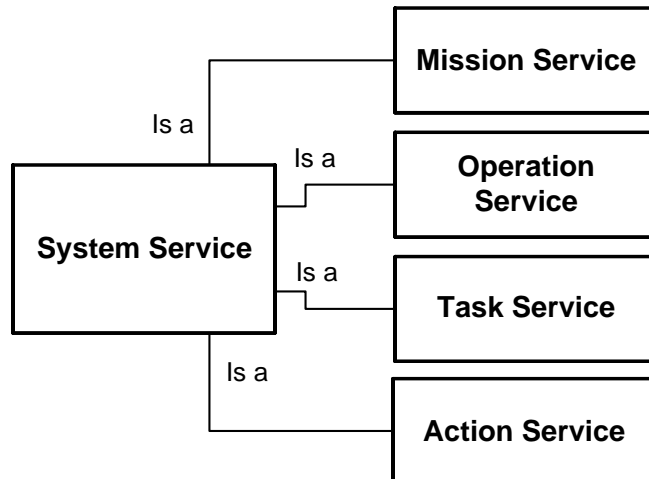 Mission Service
Is a
Is a
Operation
Service
System Service
Is a
Task Service
Is a
Action Service